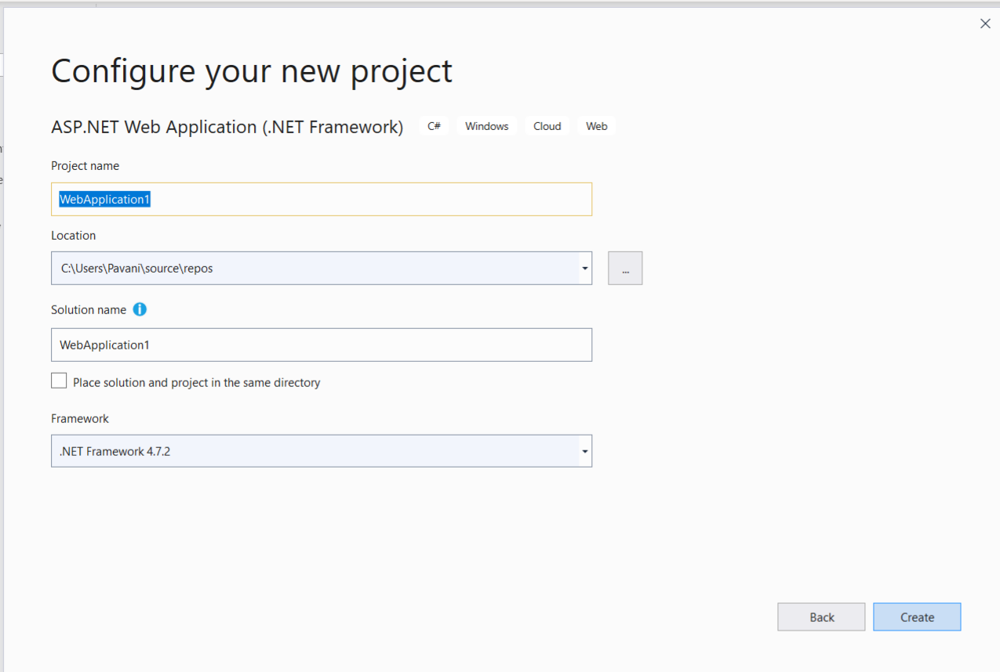 Configure your new project
ASP.NET Web Application (.NET Framework) C# Windows Cloud Web
Project name
WebApplication1
Location
C:\Users\Pavani\source\repos
...
Solution name
WebApplication1
Place solution and project in the same directory
Framework
.NET Framework 4.7.2
Back Create